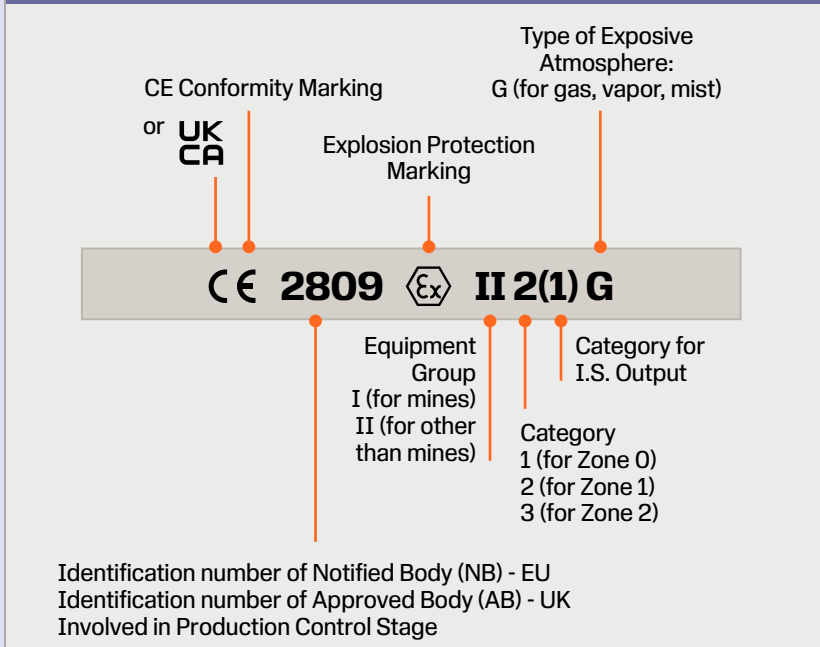 Type of Exposive
Atmosphere:
G (for gas, vapor, mist)
CE Conformity Marking
or UK
CA
Explosion Protection
Marking
CE 2809 Ex II 2(1) G
Equipment
Group
I (for mines)
II (for other
than mines)
Category for
I.S. Output
Category
1 (for Zone 0)
2 (for Zone 1)
3 (for Zone 2)
Identification number of Notified Body (NB) - EU
Identification number of Approved Body (AB) - UK
Involved in Production Control Stage